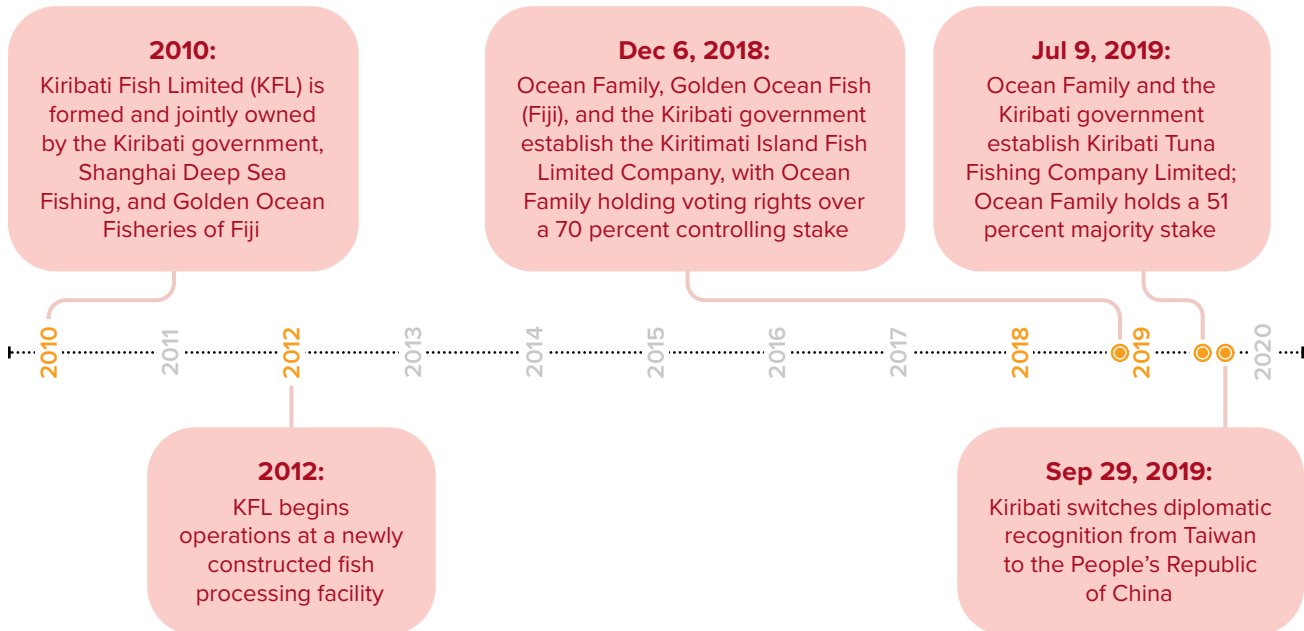 2010:
Kiribati Fish Limited (KFL) is
formed and jointly owned
by the Kiribati government,
Shanghai Deep Sea
Fishing, and Golden Ocean
Fisheries of Fiji
Dec 6, 2018:
Ocean Family, Golden Ocean Fish
(Fiji), and the Kiribati government
establish the Kiritimati Island Fish
Limited Company, with Ocean
Family holding voting rights over
a 70 percent controlling stake
Jul 9, 2019:
Ocean Family and the
Kiribati government
establish Kiribati Tuna
Fishing Company Limited;
Ocean Family holds a 51
percent majority stake
2010
2011
2012
2013
2014
2015
2016
2017
2018
2019
2020
2012:
KFL begins
operations at a newly
constructed fish
processing facility
Sep 29, 2019:
Kiribati switches diplomatic
recognition from Taiwan
to the People’s Republic
of China